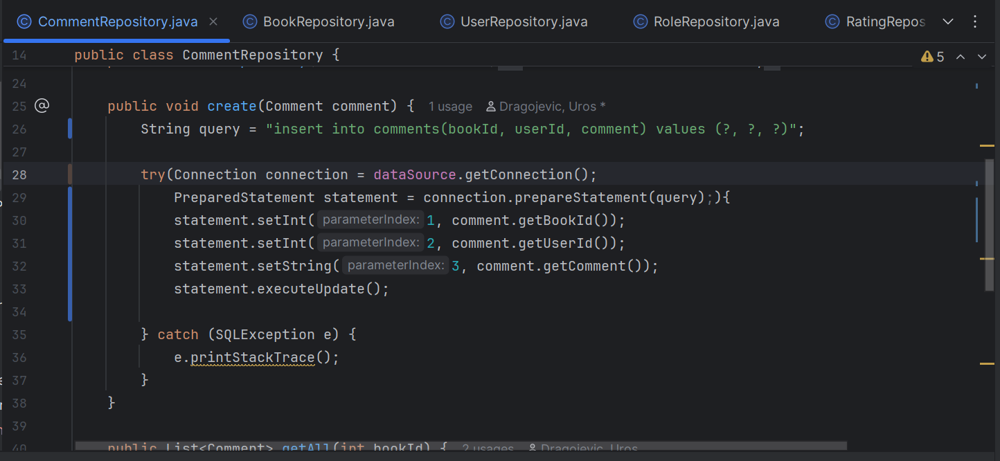 CommentRepository.java BookRepository.java UserRepository.java RoleRepository.java RatingRepos
14 public class CommentRepository { 5
24
25 public void create(Comment comment) { 1 usage Dragojevic, Uros *
26 String query = "insert into comments(bookId, userId, comment) values (?, ?, ?)";
27
28 try(Connection connection = dataSource.getConnection();
29 PreparedStatement statement = connection.prepareStatement(query);){
30 statement.setInt( parameterIndex: 1, comment.getBookId());
31 statement.setInt( parameterIndex: 2, comment.getUserId());
32 statement.setString( parameterIndex: 3, comment.getComment());
33 statement.executeUpdate();
34
35 } catch (SQLException e) {
36 e.printStackTrace();
37 }
38 }
39
40 public List<Comment> getAll(int bookId) { 2 usages Dragojevic, Uros